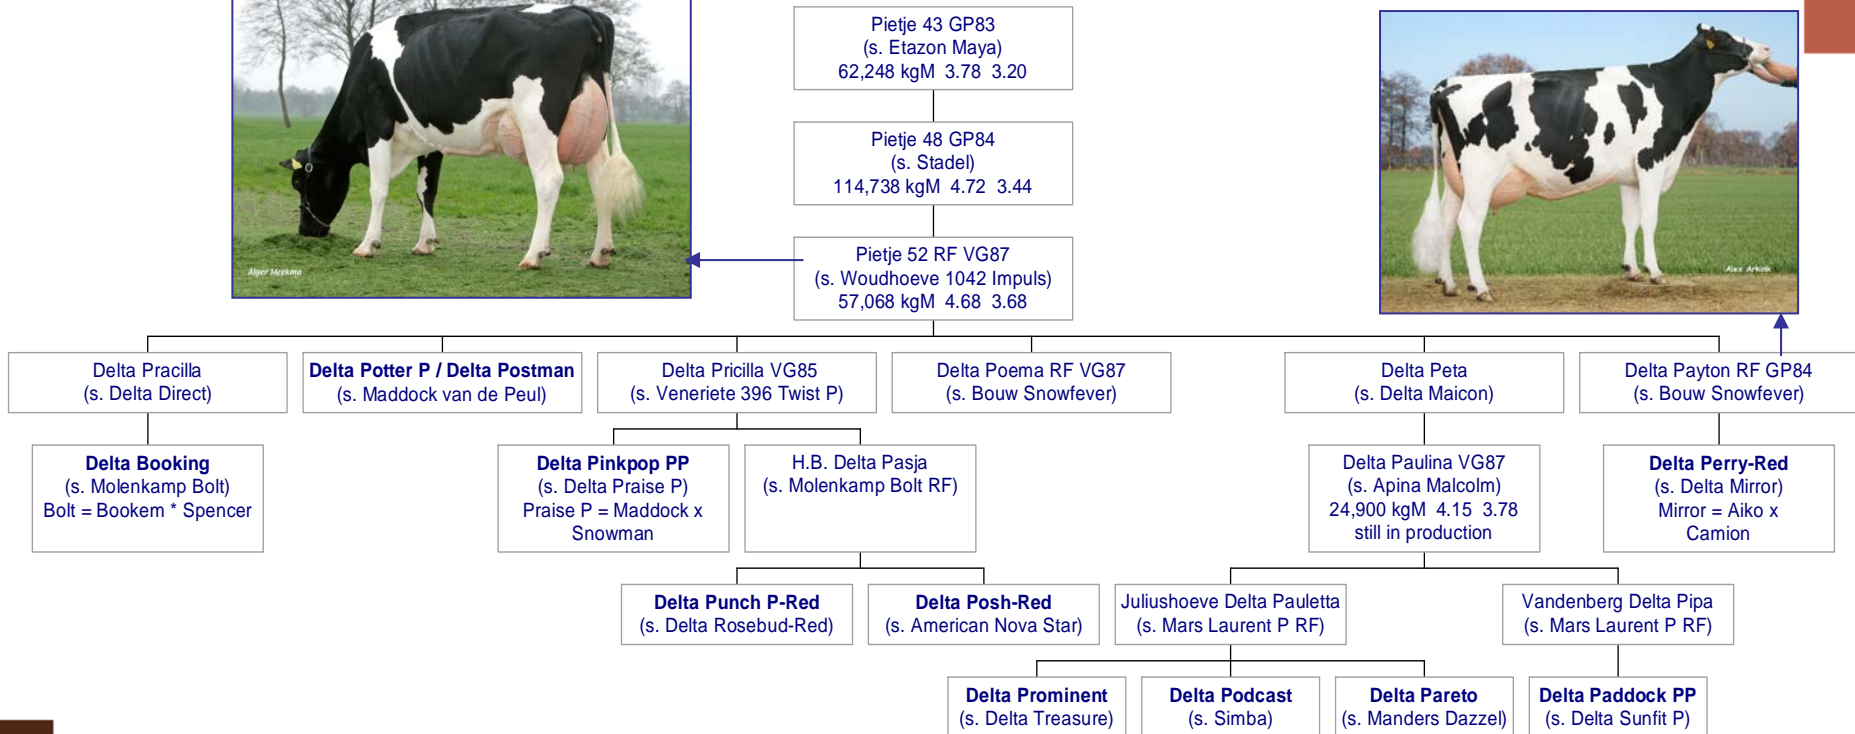 Pietje 43 GP83
(s. Etazon Maya)
62,248 kgM 3.78 3.20
Pietje 48 GP84
(s. Stadel)
114,738 kgM 4.72 3.44
Pietje 52 RF VG87
(s. Woudhoeve 1042 Impuls)
57,068 kgM 4.68 3.68
Alger Meekma
Alex Arkink
Delta Pracilla
(s. Delta Direct)
Delta Potter P / Delta Postman
(s. Maddock van de Peul)
Delta Pricilla VG85
(s. Veneriete 396 Twist P)
Delta Poema RF VG87
(s. Bouw Snowfever)
Delta Peta
(s. Delta Maicon)
Delta Payton RF GP84
(s. Bouw Snowfever)
Delta Booking
(s. Molenkamp Bolt)
Bolt = Bookem * Spencer
Delta Pinkpop PP
(s. Delta Praise P)
Praise P = Maddock x
Snowman
H.B. Delta Pasja
(s. Molenkamp Bolt RF)
Delta Paulina VG87
(s. Apina Malcolm)
24,900 kgM 4.15 3.78
still in production
Delta Perry-Red
(s. Delta Mirror)
Mirror = Aiko x
Camion
Delta Punch P-Red
(s. Delta Rosebud-Red)
Delta Posh-Red
(s. American Nova Star)
Juliushoeve Delta Pauletta
(s. Mars Laurent P RF)
Vandenberg Delta Pipa
(s. Mars Laurent P RF)
Delta Prominent
(s. Delta Treasure)
Delta Podcast
(s. Simba)
Delta Pareto
(s. Manders Dazzel)
Delta Paddock PP
(s. Delta Sunfit P)